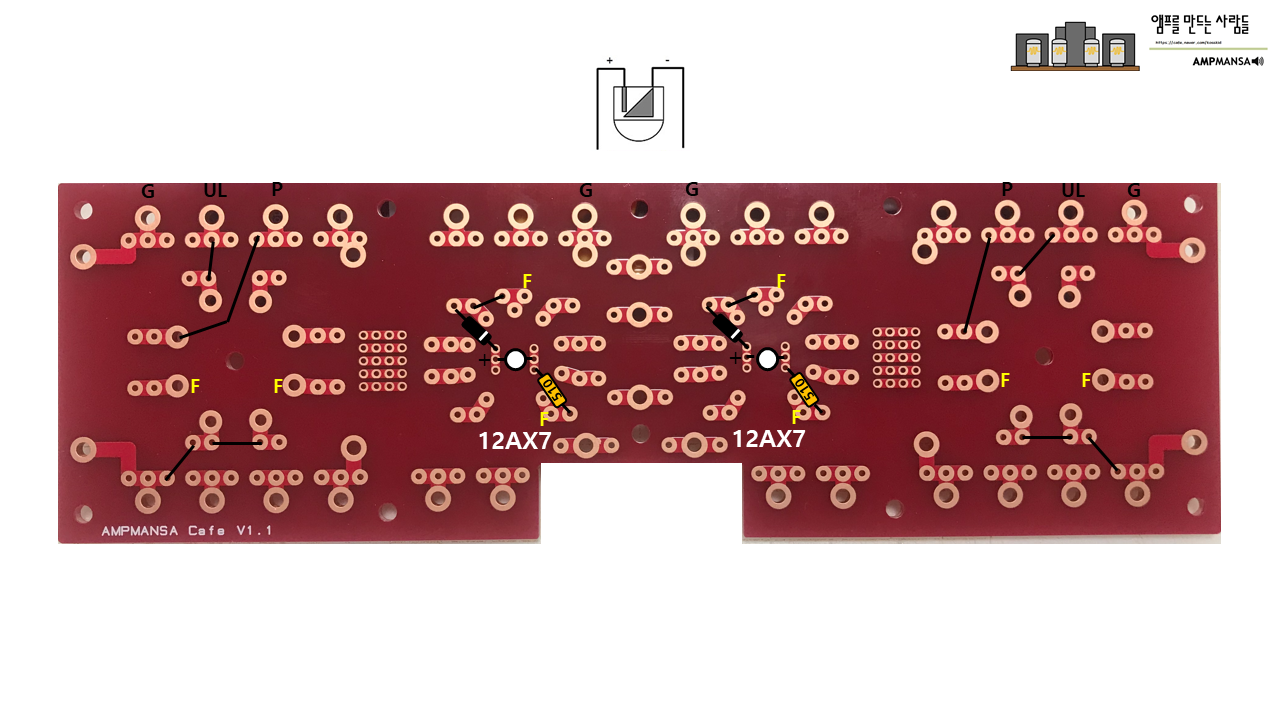 앰프를 만드는 사람들
https://cafe.naver.com/koreatek
AMPMANSA
+ -
G UL P G G P UL G
F F
+ +
510 510
F F F F
F F
12AX7 12AX7
AMPMANSA Cafe V1.1